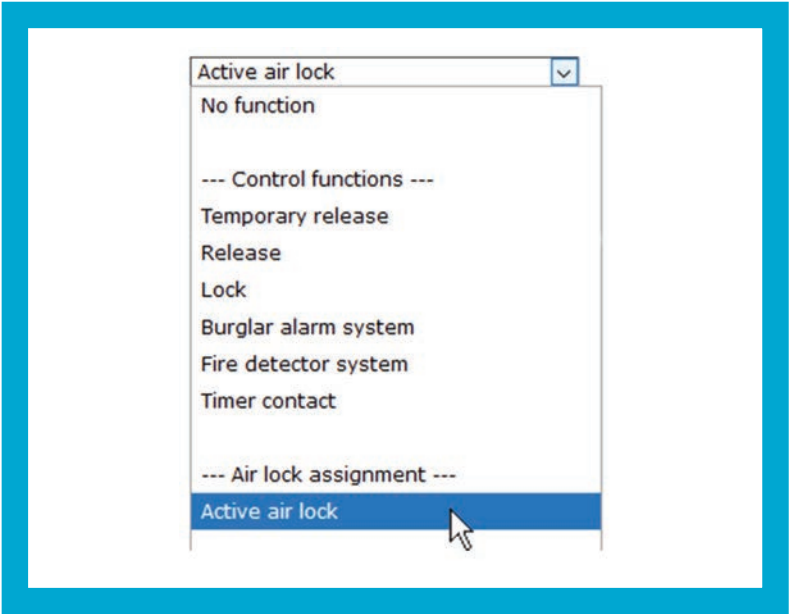 Active air lock
No function
--- Control functions ---
Temporary release
Release
Lock
Burglar alarm system
Fire detector system
Timer contact
--- Air lock assignment ---
Active air lock